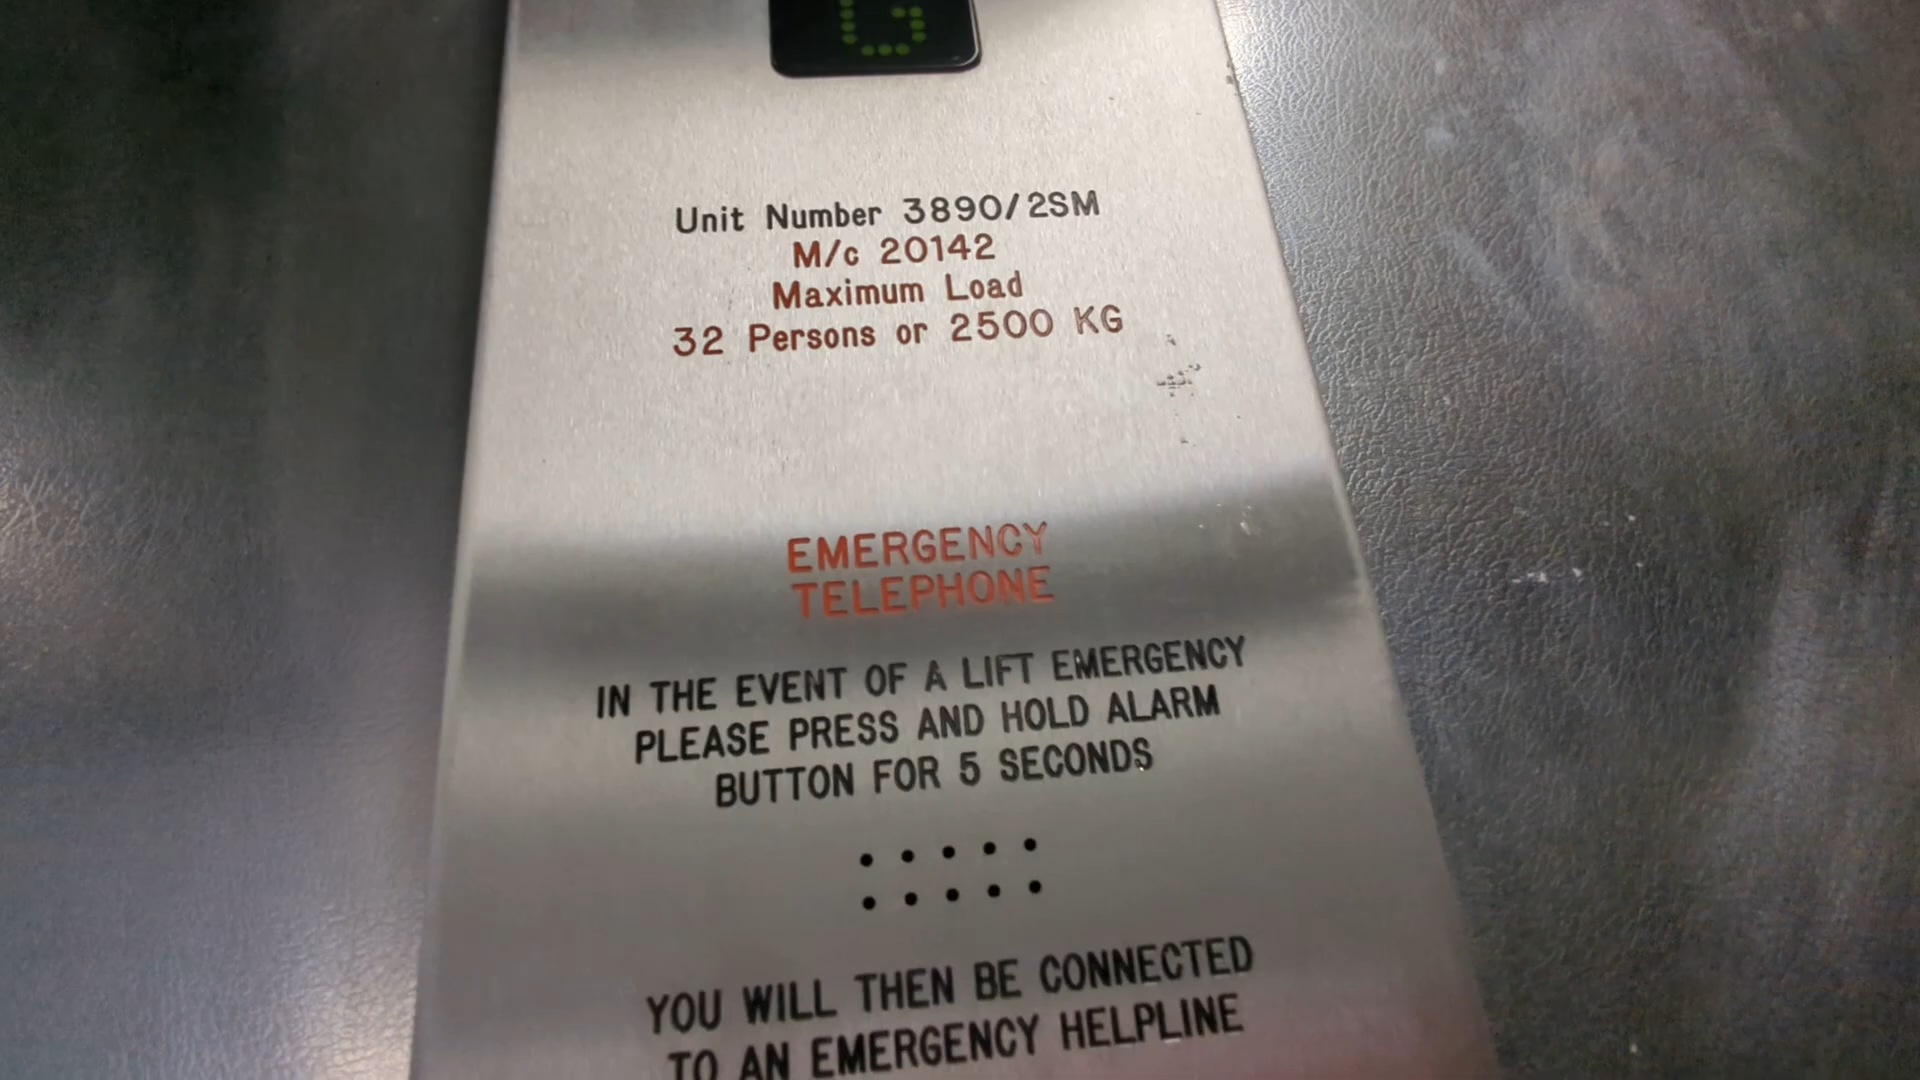 G
Unit Number 3890/2SM
M/c 20142
Maximum Load
32 Persons or 2500 KG
EMERGENCY
TELEPHONE
IN THE EVENT OF A LIFT EMERGENCY
PLEASE PRESS AND HOLD ALARM
BUTTON FOR 5 SECONDS
YOU WILL THEN BE CONNECTED
TO AN EMERGENCY HELPLINE